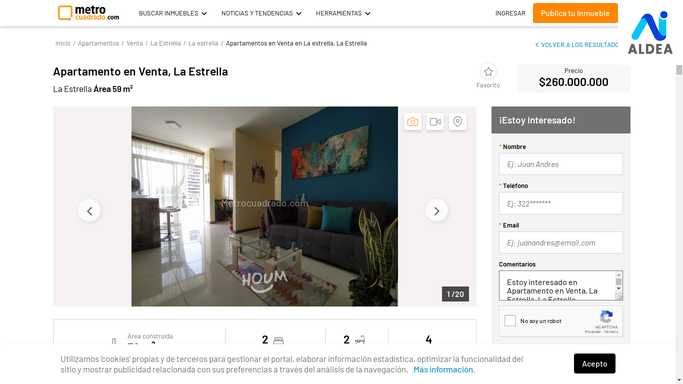 metro
cuadrado.com
BUSCAR INMUEBLES
NOTICIAS Y TENDENCIAS
HERRAMIENTAS
INGRESAR
Publica tu Inmueble
ALDEA
Inicio / Apartamentos / Venta / La Estrella / La estrella / Apartamentos en Venta en La estrella, La Estrella
VOLVER A LOS RESULTADO
Apartamento en Venta, La Estrella
La Estrella Área 59 m²
Favorito
Precio
$260.000.000
Metrocuadrado.com
HOUM
1 / 20
¡Estoy Interesado!
* Nombre
Ej: Juan Andres
* Teléfono
Ej: 322*******
* Email
Ej: juanandres@email.com
Comentarios
Estoy interesado en
Apartamento en Venta, La
Estrella, La Estrella
No soy un robot
reCAPTCHA
Privacidad - Términos
Área construida
2
2
4
Utilizamos 'cookies' propias y de terceros para gestionar el portal, elaborar información estadística, optimizar la funcionalidad del
sitio y mostrar publicidad relacionada con sus preferencias a través del análisis de la navegación. Más información.
Acepto